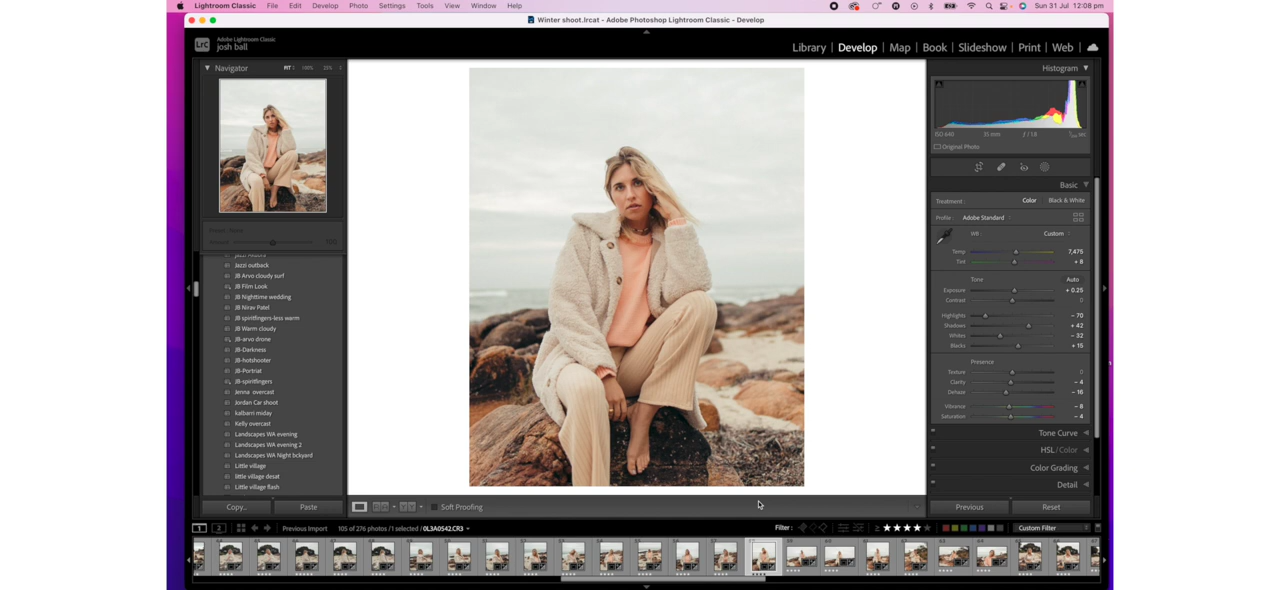 Lightroom Classic File Edit Develop Photo Settings Tools View Window Help Sun 31 Jul 12:08 pm
Winter shoot.lrcat - Adobe Photoshop Lightroom Classic - Develop
LrC Adobe Lightroom Classic
josh ball
Library | Develop | Map | Book | Slideshow | Print | Web
Navigator FIT 100% 25%
Histogram
ISO 640 35 mm
Original Photo
Basic
Treatment: Color Black & White
Profile: Adobe Standard
WB: Custom
Temp 7,475
Tint + 8
Tone Auto
Exposure + 0.25
Contrast 0
Highlights - 70
Shadows + 42
Whites - 32
Blacks + 15
Presence
Texture 0
Clarity - 4
Dehaze - 16
Vibrance - 8
Saturation - 4
Tone Curve
HSL / Color
Color Grading
Detail
Previous Reset
Jazzi outback
JB Arvo cloudy surf
JB Film Look
JB Nighttime wedding
JB Nirav Patel
JB spiritfingers-less warm
JB Warm cloudy
JB-arvo drone
JB-Darkness
JB-hotshooter
JB-Portriat
JB-spiritfingers
Jenna overcast
Jordan Car shoot
kalbarri miday
Kelly overcast
Landscapes WA evening
Landscapes WA evening 2
Landscapes WA Night bckyard
Little village
little village desat
Little village flash
Copy... Paste
Soft Proofing
1 2 Previous Import 105 of 276 photos / 1 selected / 0L3A0542.CR3
Filter: Custom Filter